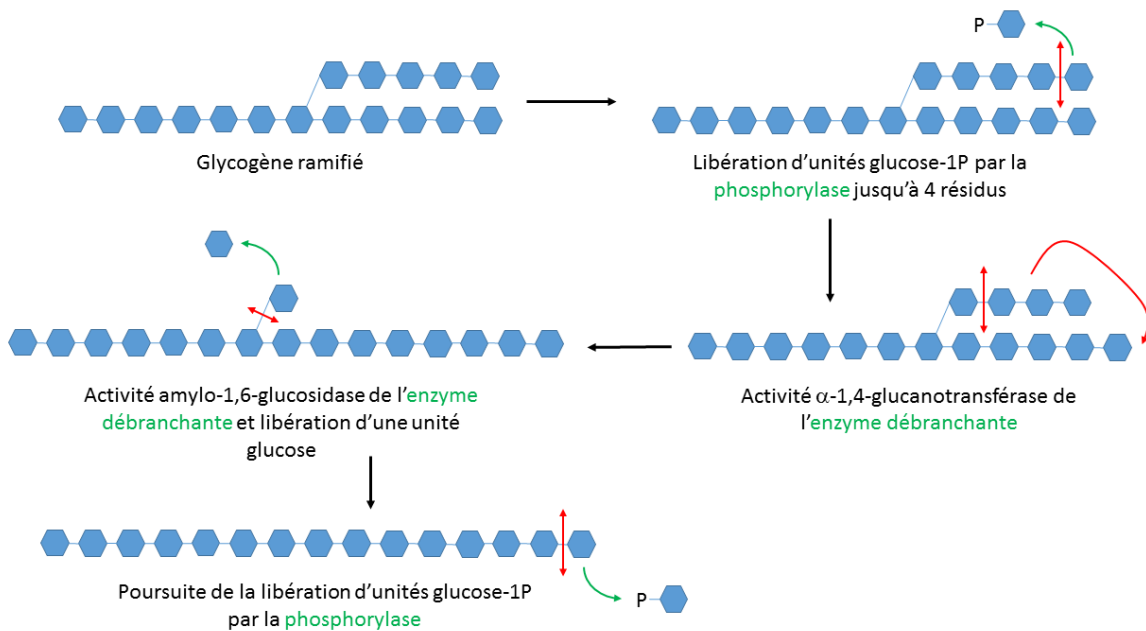 Glycogène ramifié
P
Libération d'unités glucose-1P par la
phosphorylase jusqu'à 4 résidus
Activité α-1,4-glucanotransférase de
l'enzyme débranchante
Activité amylo-1,6-glucosidase de l'enzyme
débranchante et libération d'une unité
glucose
Poursuite de la libération d'unités glucose-1P
par la phosphorylase
P